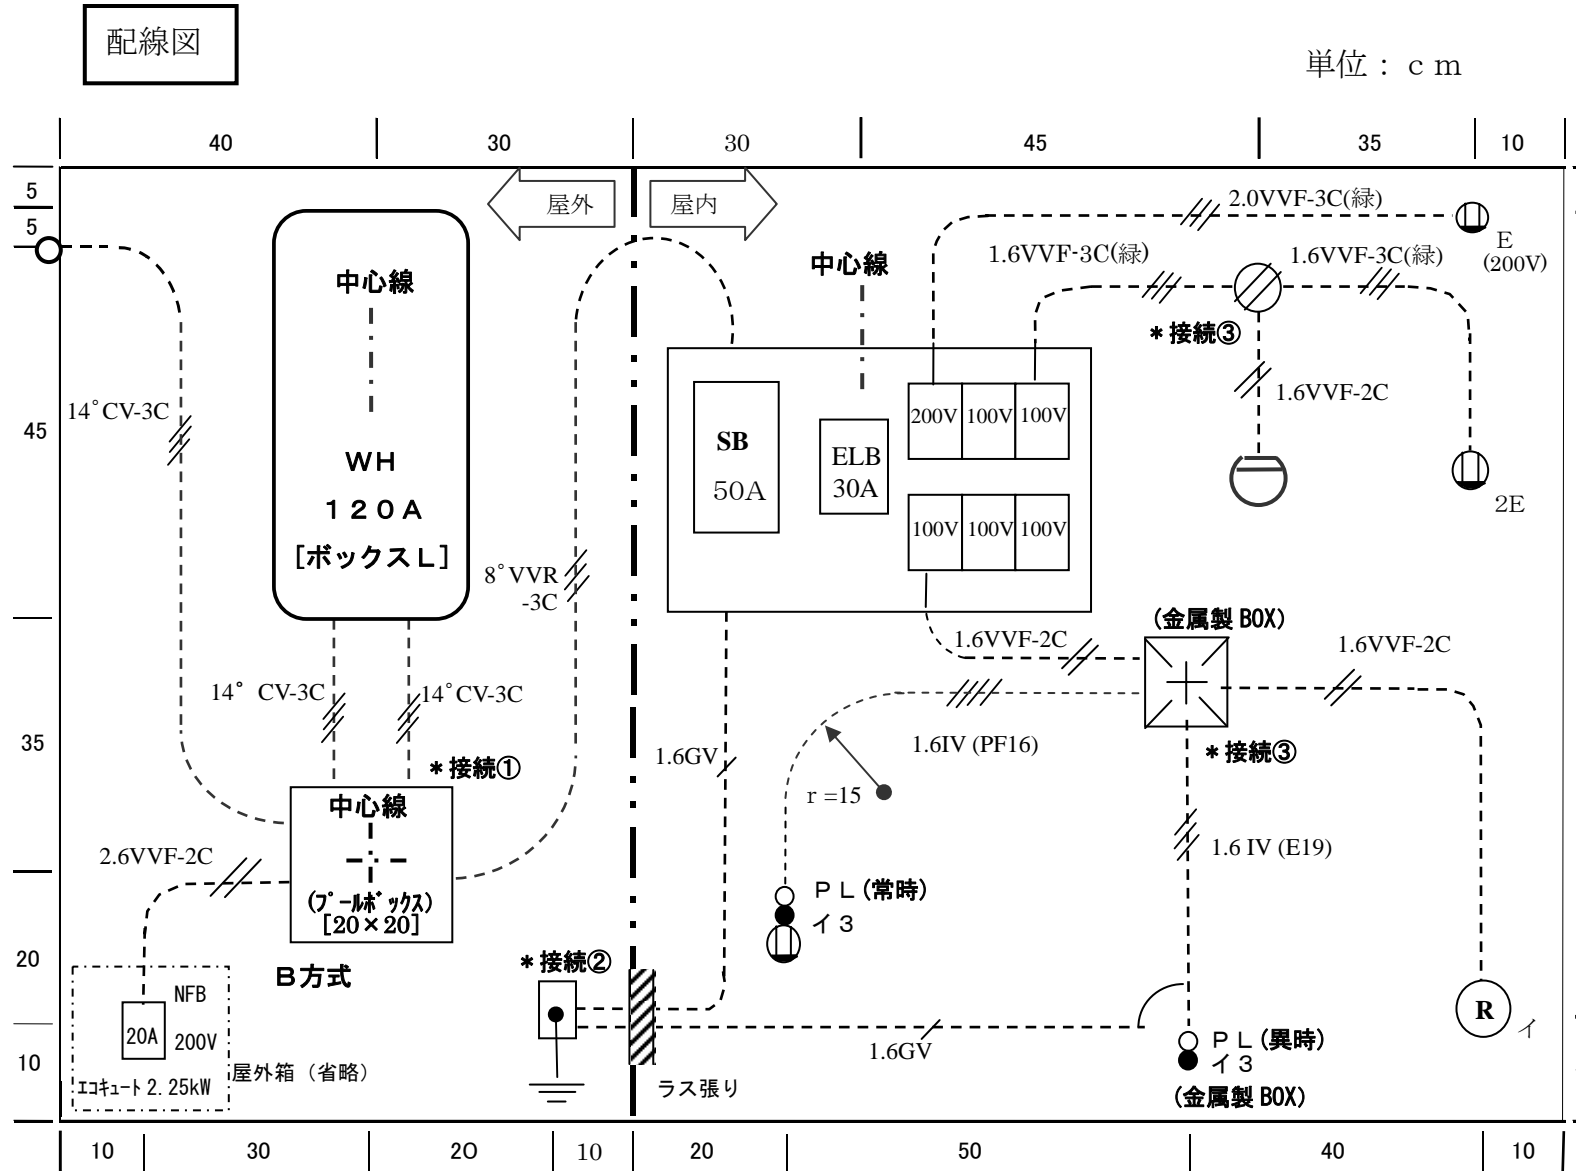 配線図
単位：ｃｍ
40
30
30
45
35
10
5
5
45
35
20
10
屋外
屋内
2.0VVF-3C(緑)
E
(200V)
1.6VVF-3C(緑)
1.6VVF-3C(緑)
中心線
中心線
＊接続③
14°CV-3C
1.6VVF-2C
200V
100V
100V
SB
50A
ELB
30A
ＷＨ
１２０Ａ
[ボックスＬ]
2E
100V
100V
100V
8°VVR
-3C
(金属製 BOX)
1.6VVF-2C
1.6VVF-2C
14°CV-3C
14°CV-3C
1.6GV
1.6IV (PF16)
＊接続③
＊接続①
r =15
中心線
1.6 IV (E19)
2.6VVF-2C
(プールボックス)
[20×20]
ＰＬ(常時)
イ３
Ｂ方式
＊接続②
NFB
20A
200V
エコキュート 2.25kW
屋外箱（省略）
R
イ
1.6GV
ＰＬ(異時)
イ３
(金属製 BOX)
ラス張り
10
30
20
10
20
50
40
10